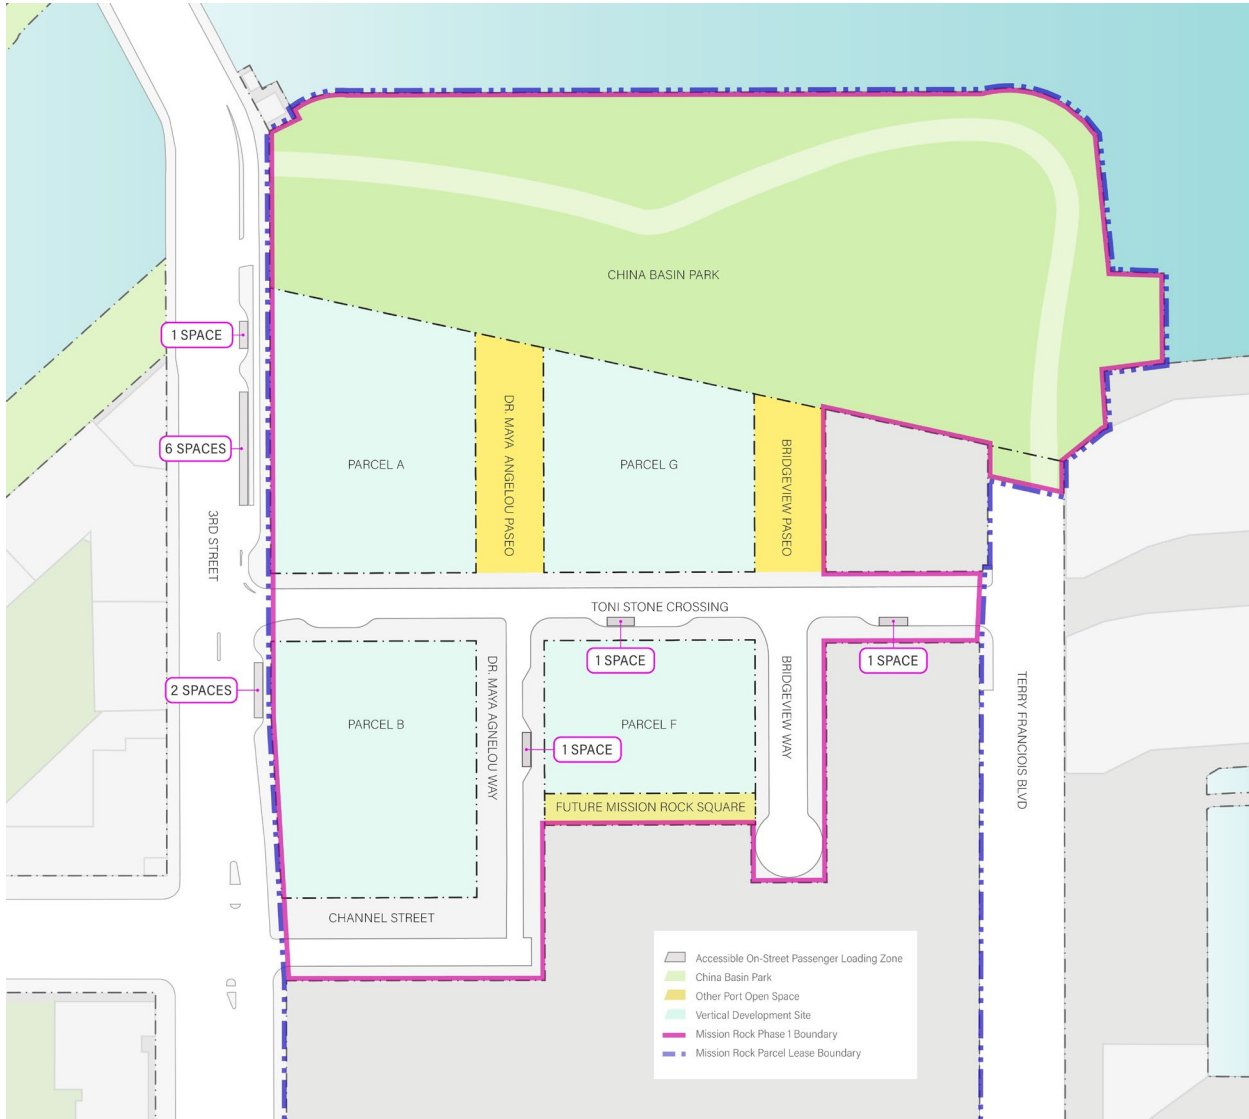 CHINA BASIN PARK
1 SPACE
6 SPACES
PARCEL A
DR. MAYA ANGELOU PASEO
PARCEL G
BRIDGEVIEW PASEO
3RD STREET
TONI STONE CROSSING
1 SPACE
1 SPACE
2 SPACES
PARCEL B
DR. MAYA AGNELOU WAY
PARCEL F
BRIDGEVIEW WAY
TERRY FRANCIOIS BLVD
1 SPACE
FUTURE MISSION ROCK SQUARE
CHANNEL STREET
Accessible On-Street Passenger Loading Zone
China Basin Park
Other Port Open Space
Vertical Development Site
Mission Rock Phase 1 Boundary
Mission Rock Parcel Lease Boundary